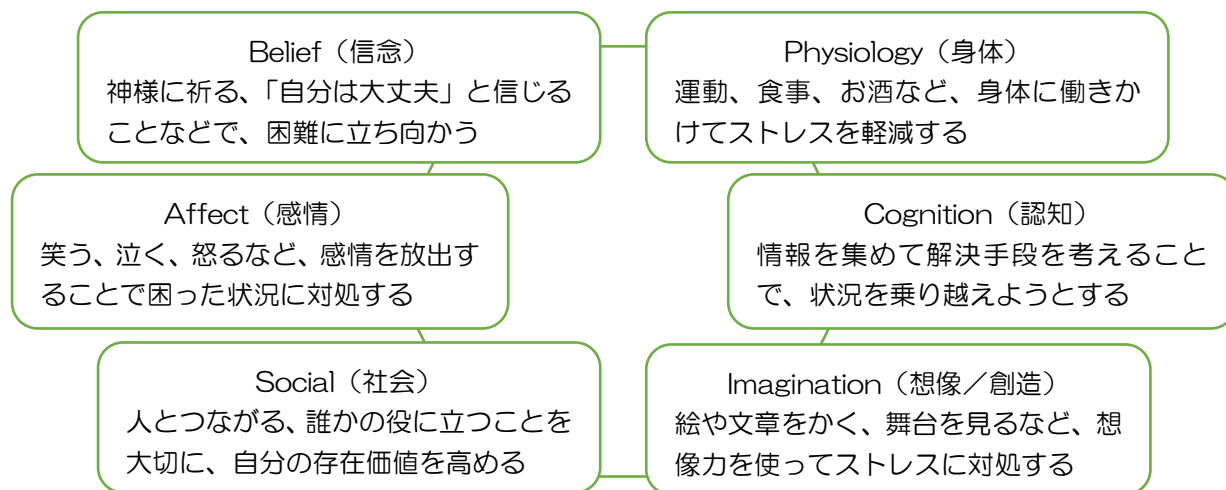 Belief（信念）
神様に祈る、「自分は大丈夫」と信じる
ことなどで、困難に立ち向かう
Physiology（身体）
運動、食事、お酒など、身体に働きか
けてストレスを軽減する
Affect（感情）
笑う、泣く、怒るなど、感情を放出す
ることで困った状況に対処する
Cognition（認知）
情報を集めて解決手段を考えること
で、状況を乗り越えようとする
Social（社会）
人とつながる、誰かの役に立つことを
大切に、自分の存在価値を高める
Imagination（想像／創造）
絵や文章をかく、舞台を見るなど、想
像力を使ってストレスに対処する